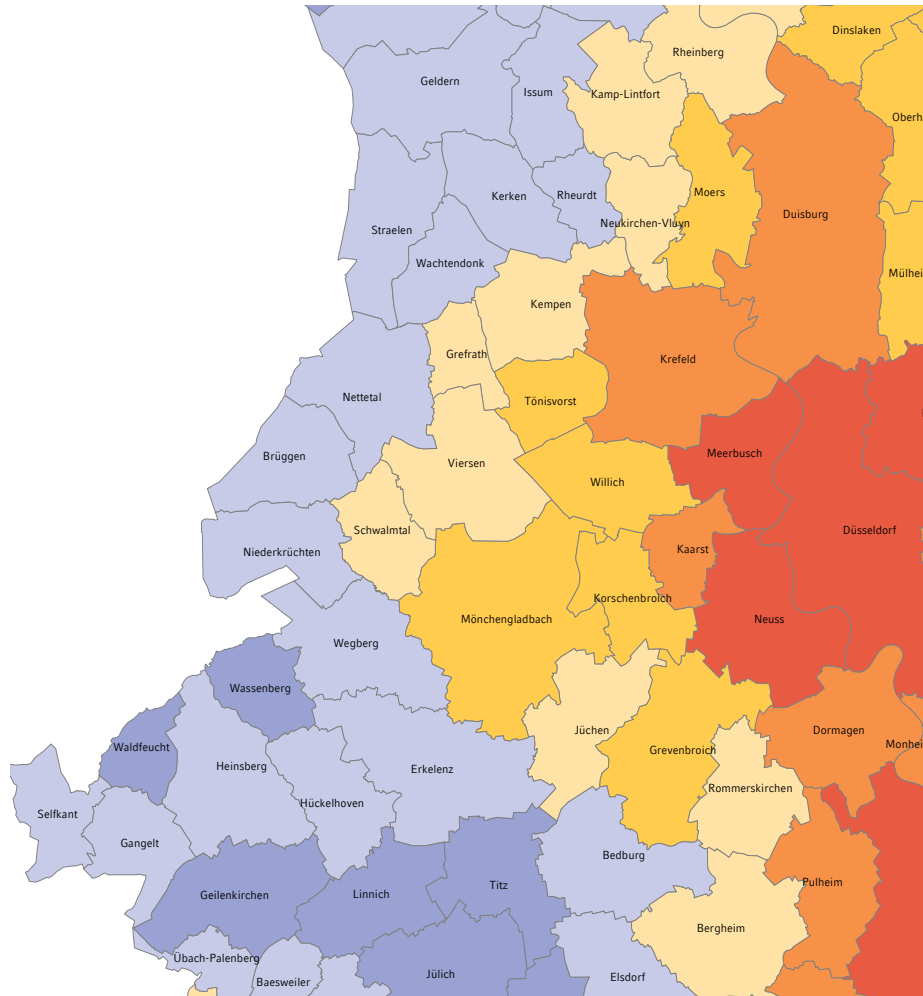 Dinslaken
Rheinberg
Geldern
Issum
Kamp-Lintfort
Oberh
Moers
Kerken
Rheurdt
Duisburg
Neukirchen-Vluyn
Straelen
Wachtendonk
Mülhei
Kempen
Grefrath
Krefeld
Nettetal
Tönisvorst
Brüggen
Viersen
Meerbusch
Willich
Schwalmtal
Düsseldorf
Niederkrüchten
Kaarst
Korschenbroich
Mönchengladbach
Neuss
Wegberg
Wassenberg
Jüchen
Dormagen
Waldfeucht
Grevenbroich
Monhei
Heinsberg
Erkelenz
Rommerskirchen
Hückelhoven
Selfkant
Gangelt
Bedburg
Titz
Pulheim
Geilenkirchen
Linnich
Bergheim
Übach-Palenberg
Jülich
Elsdorf
Baesweiler